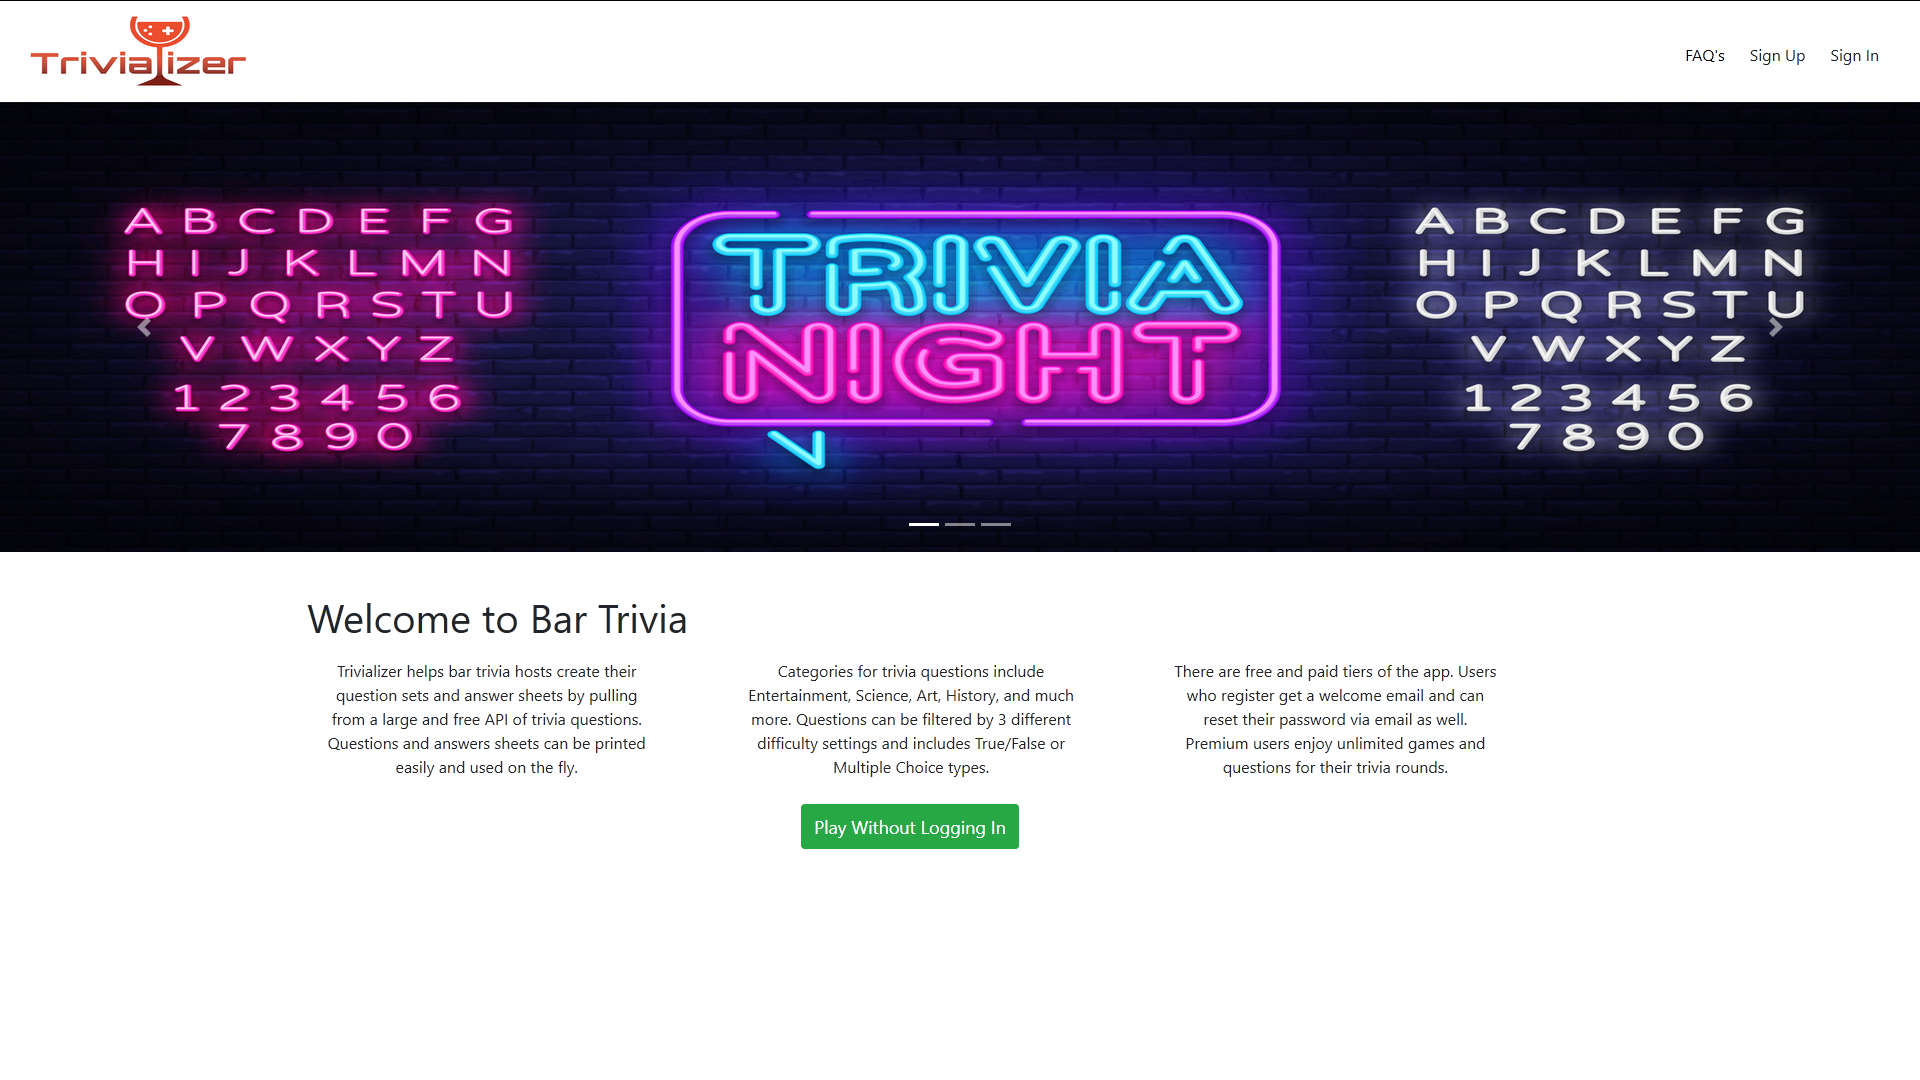 Trivializer
FAQ's
Sign Up
Sign In
A B C D E F G
H I J K L M N
O P Q R S T U
V W X Y Z
1 2 3 4 5 6
7 8 9 0
TRIVIA
NIGHT
A B C D E F G
H I J K L M N
O P Q R S T U
V W X Y Z
1 2 3 4 5 6
7 8 9 0
Welcome to Bar Trivia
Trivializer helps bar trivia hosts create their
question sets and answer sheets by pulling
from a large and free API of trivia questions.
Questions and answers sheets can be printed
easily and used on the fly.
Categories for trivia questions include
Entertainment, Science, Art, History, and much
more. Questions can be filtered by 3 different
difficulty settings and includes True/False or
Multiple Choice types.
There are free and paid tiers of the app. Users
who register get a welcome email and can
reset their password via email as well.
Premium users enjoy unlimited games and
questions for their trivia rounds.
Play Without Logging In